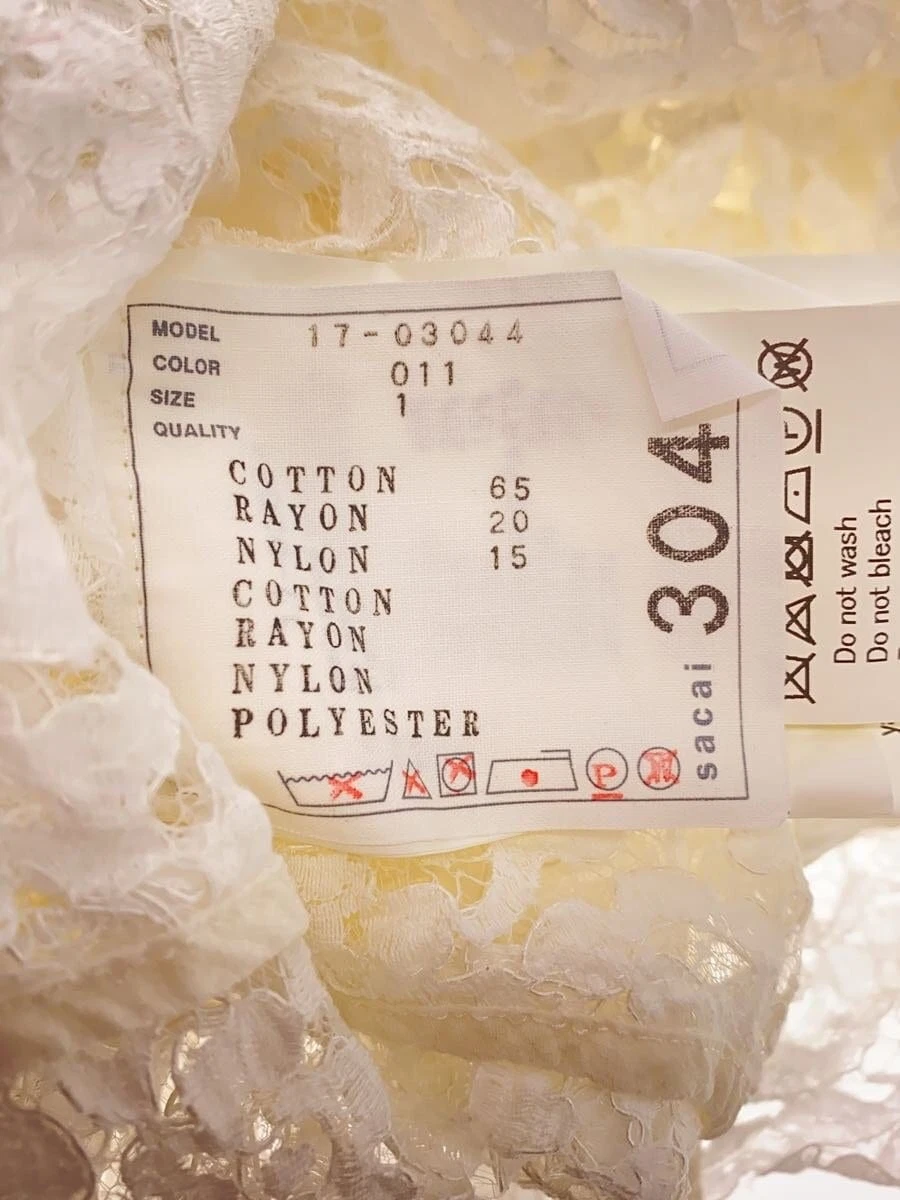 MODEL 17-03044
COLOR 011
SIZE 1
QUALITY
COTTON 65
RAYON 20
NYLON 15
COTTON
RAYON
NYLON
POLYESTER
P
sacai 304
Do not wash
Do not bleach